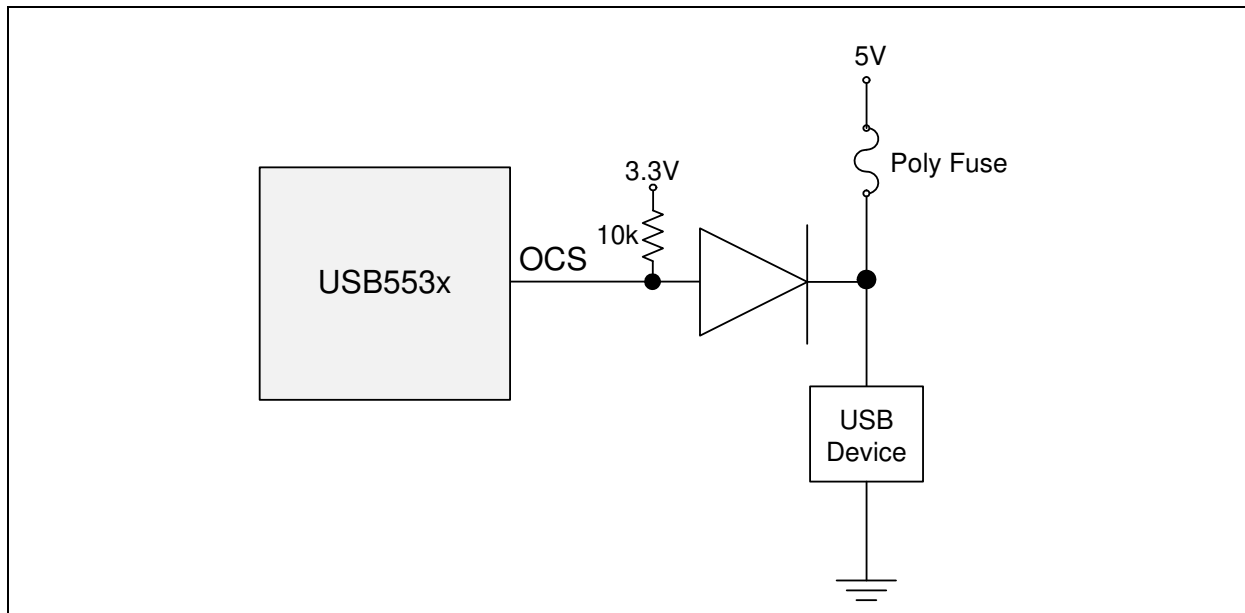 5V
Poly Fuse
3.3V
10k
OCS
USB553x
USB
Device